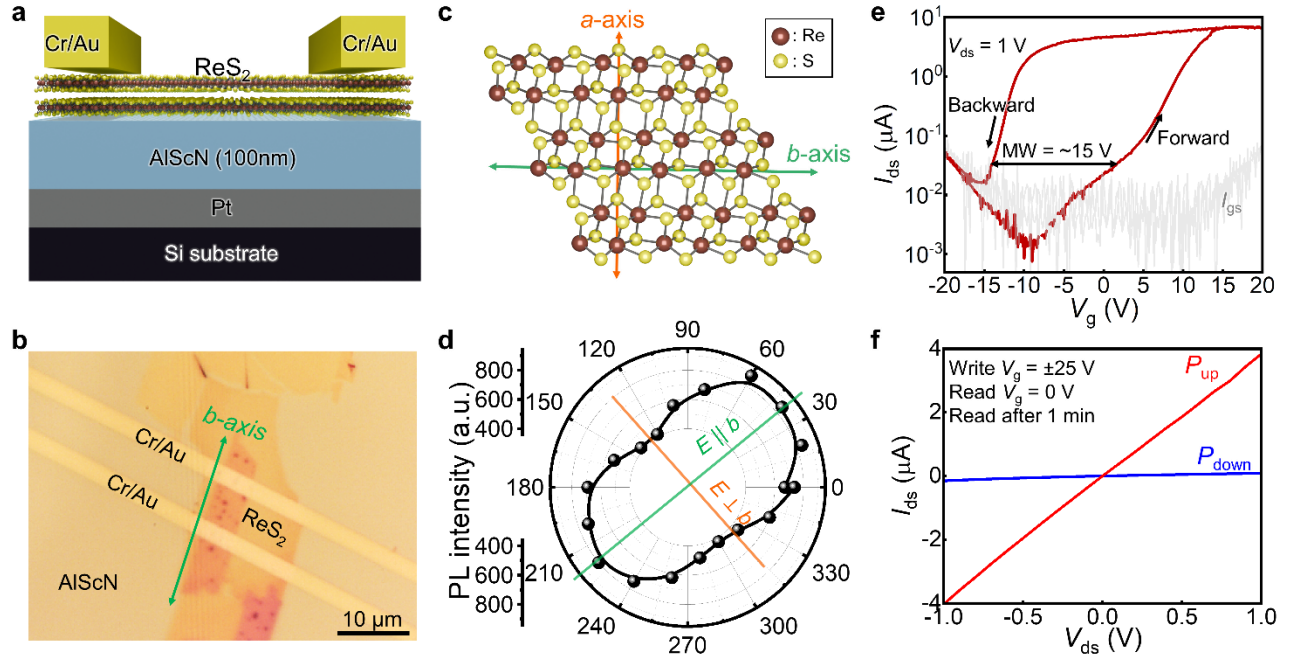 a
Cr/Au
Cr/Au
ReS2
AlScN (100nm)
Pt
Si substrate
b
b-axis
Cr/Au
Cr/Au
ReS2
AlScN
10 µm
c
a-axis
: Re
: S
b-axis
d
90
120
60
150
30
180
0
210
330
240
300
270
800
600
400
400
600
800
PL intensity (a.u.)
E || b
E ⊥ b
e
10^1
10^0
10^-1
10^-2
10^-3
Ids (µA)
Vds = 1 V
Backward
MW = ~15 V
Forward
Igs
-20 -15 -10 -5 0 5 10 15 20
Vg (V)
f
4
2
0
-2
-4
Ids (µA)
Write Vg = ±25 V
Read Vg = 0 V
Read after 1 min
Pup
Pdown
-1.0 -0.5 0.0 0.5 1.0
Vds (V)